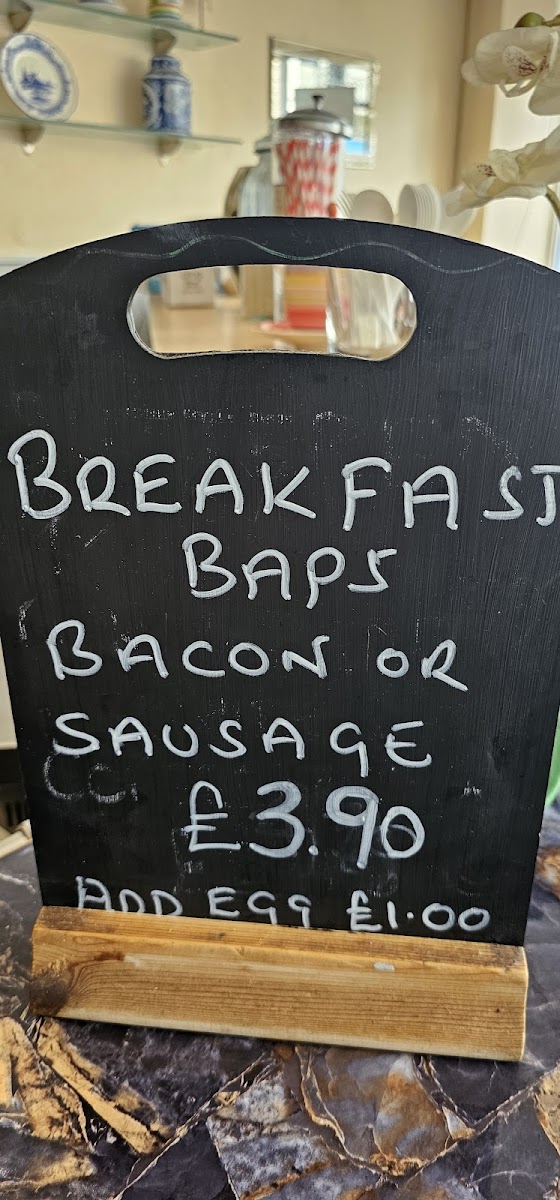 BREAKFAST
BAPS
BACON OR
SAUSAGE
£3.90
ADD EGG £1.00